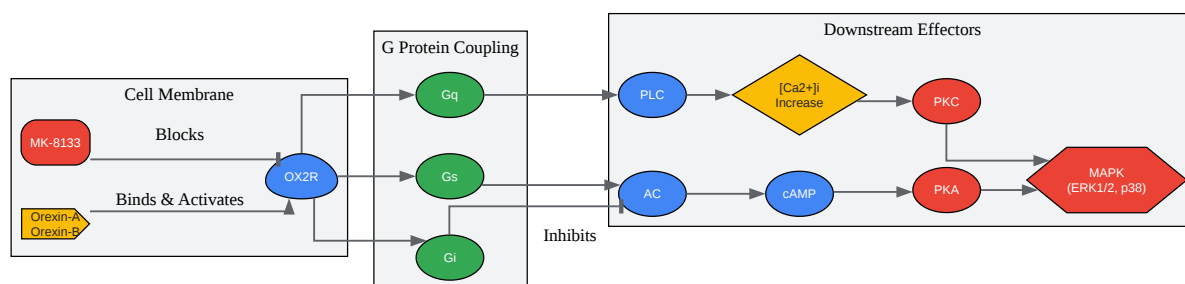 Downstream Effectors
G Protein Coupling
Cell Membrane
MK-8133
Blocks
Orexin-A
Orexin-B
Binds & Activates
OX2R
Gq
Gs
Gi
Inhibits
PLC
[Ca2+]i
Increase
PKC
AC
cAMP
PKA
MAPK
(ERK1/2, p38)